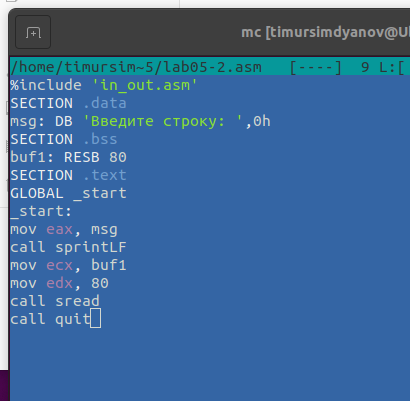 mc [timursimdyanov@U
/home/timursim~5/lab05-2.asm [----] 9 L:[
%include 'in_out.asm'
SECTION .data
msg: DB 'Введите строку: ',0h
SECTION .bss
buf1: RESB 80
SECTION .text
GLOBAL _start
_start:
mov eax, msg
call sprintLF
mov ecx, buf1
mov edx, 80
call sread
call quit